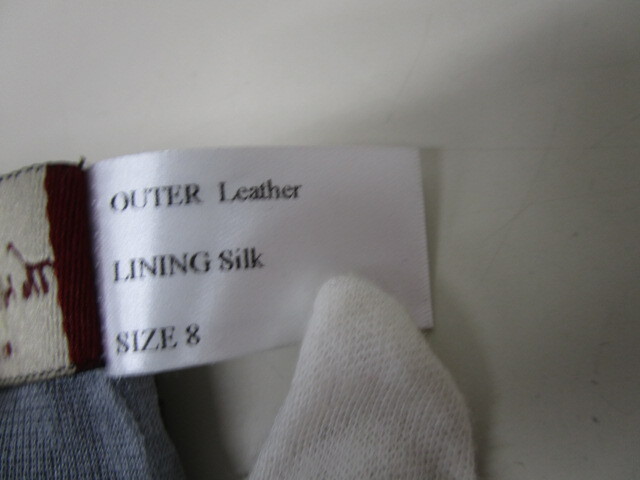 OUTER Leather
LINING Silk
SIZE 8